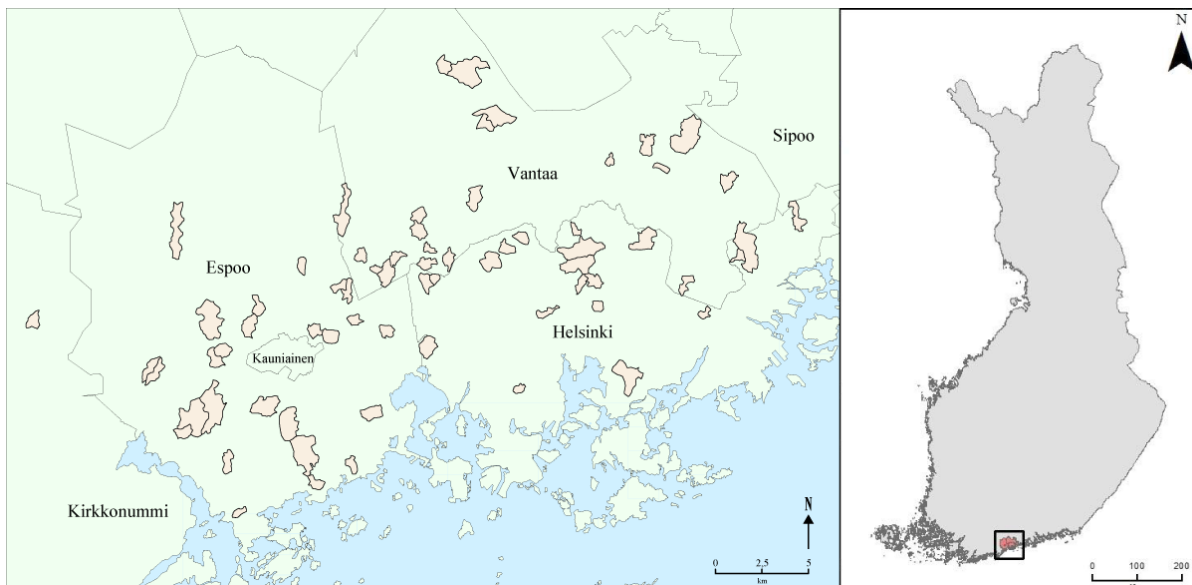 N
Sipoo
Vantaa
Espoo
Helsinki
Kauniainen
Kirkkonummi
N
0 2,5 5
km
0 100 200